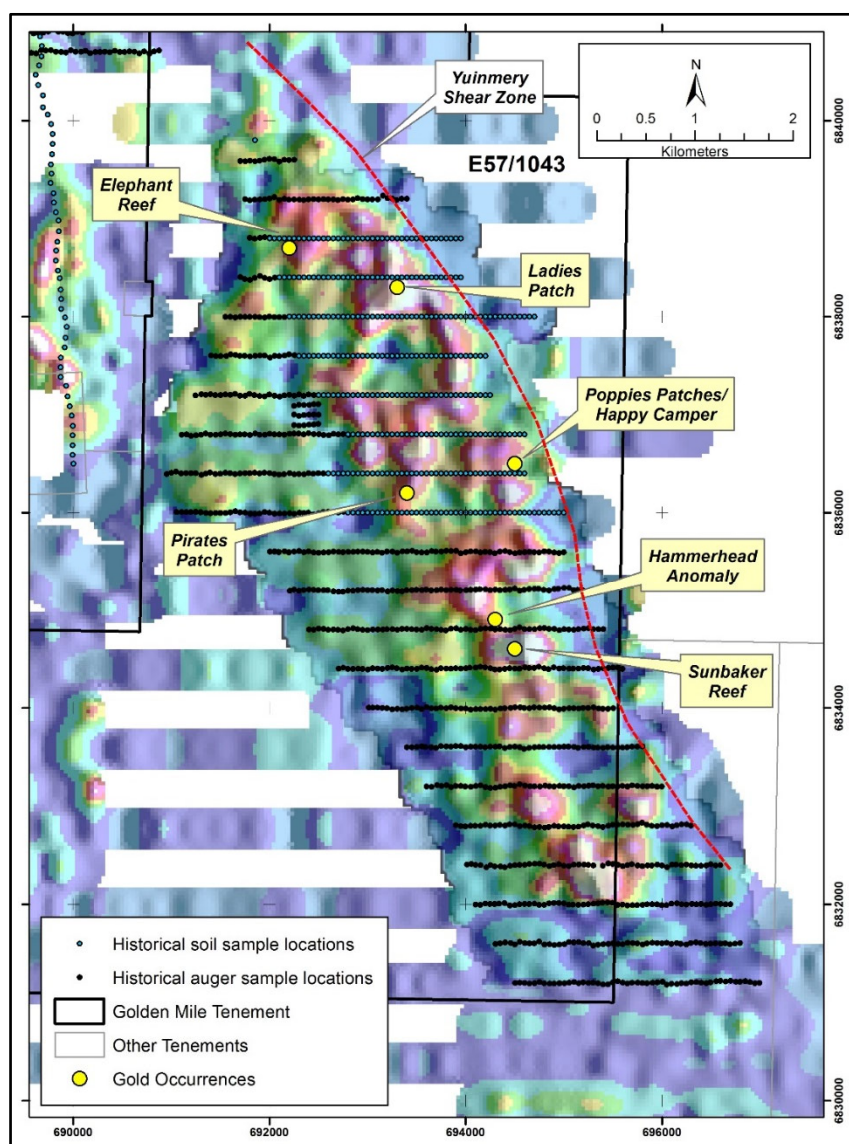 Yuinmery
Shear Zone
N
0 0.5 1 2
Kilometers
E57/1043
Elephant
Reef
Ladies
Patch
Poppies Patches/
Happy Camper
Pirates
Patch
Hammerhead
Anomaly
Sunbaker
Reef
Historical soil sample locations
Historical auger sample locations
Golden Mile Tenement
Other Tenements
Gold Occurrences
6840000
6838000
6836000
6834000
6832000
6830000
690000 692000 694000 696000